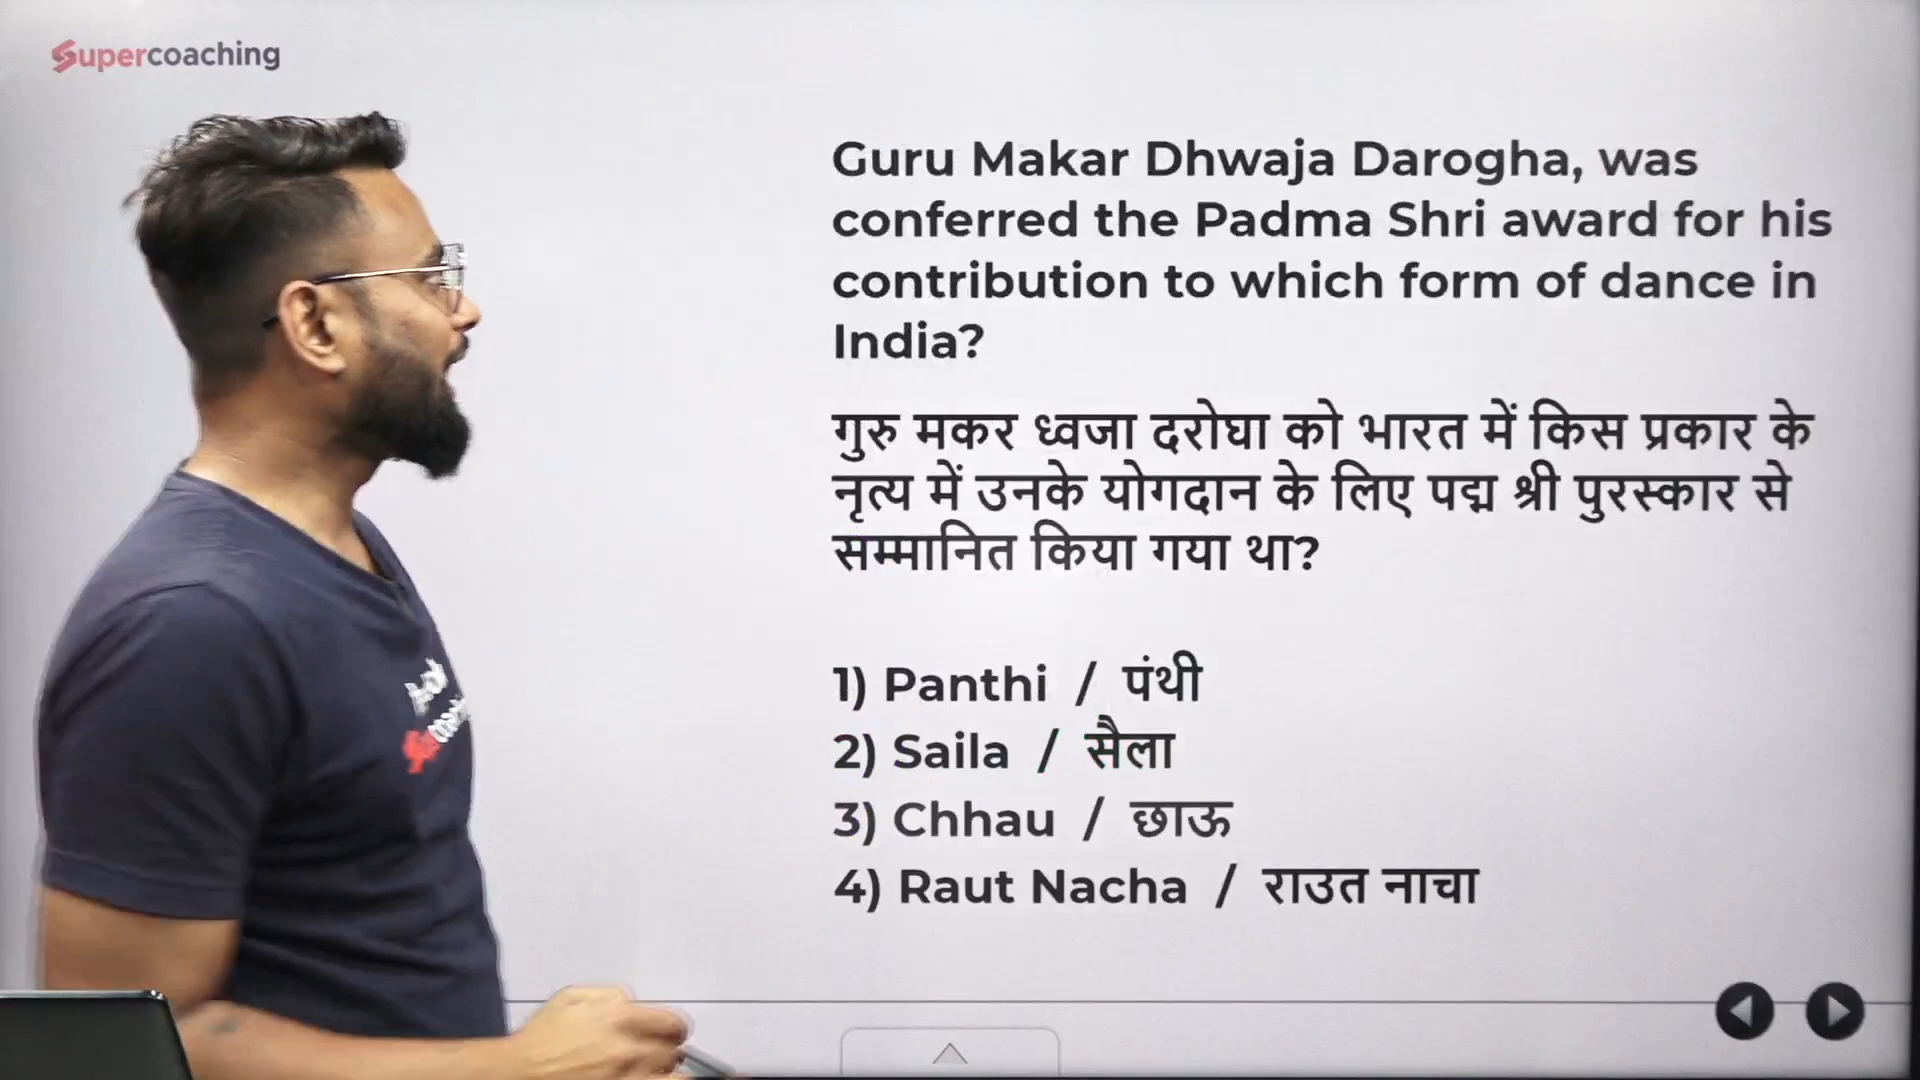 Supercoaching
Guru Makar Dhwaja Darogha, was
conferred the Padma Shri award for his
contribution to which form of dance in
India?
गुरु मकर ध्वजा दरोघा को भारत में किस प्रकार के
नृत्य में उनके योगदान के लिए पद्म श्री पुरस्कार से
सम्मानित किया गया था?
1) Panthi / पंथी
2) Saila / सैला
3) Chhau / छाऊ
4) Raut Nacha / राउत नाचा